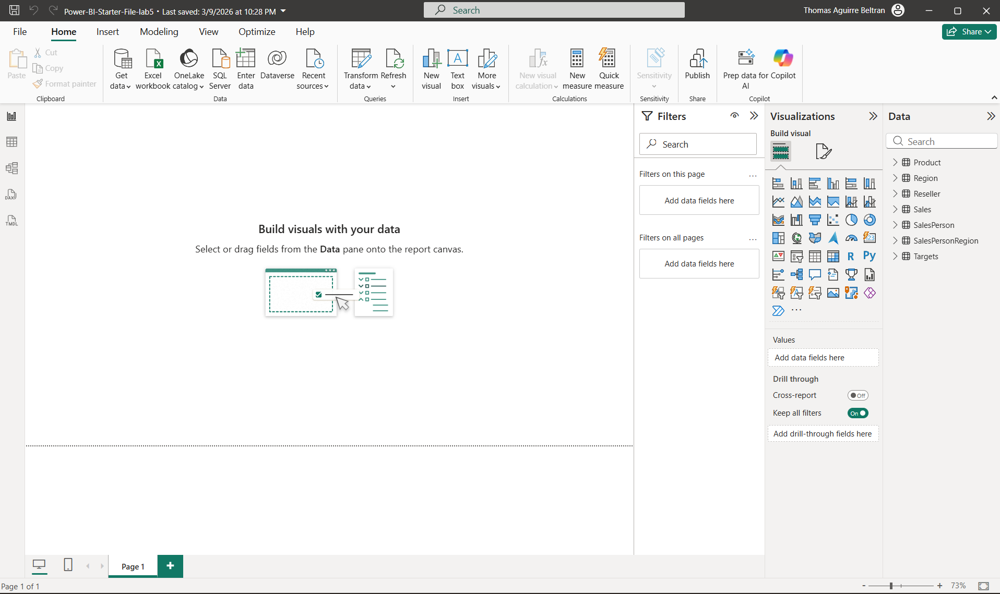 Power-BI-Starter-File-lab5 • Last saved: 3/9/2026 at 10:28 PM
Search
Thomas Aguirre Beltran
File
Home
Insert
Modeling
View
Optimize
Help
Share
Paste
Cut
Copy
Format painter
Clipboard
Get data
Excel workbook
OneLake catalog
SQL Server
Enter data
Dataverse
Recent sources
Data
Transform data
Refresh
Queries
New visual
Text box
More visuals
Insert
New visual calculation
New measure
Quick measure
Calculations
Sensitivity
Sensitivity
Publish
Share
Prep data for AI
Copilot
Copilot
DAX
TMDL
Build visuals with your data
Select or drag fields from the Data pane onto the report canvas.
Filters
Search
Filters on this page
...
Add data fields here
Filters on all pages
...
Add data fields here
Visualizations
Build visual
123
R
Py
...
Values
Add data fields here
Drill through
Cross-report
Off
Keep all filters
On
Add drill-through fields here
Data
Search
Product
Region
Reseller
Sales
SalesPerson
SalesPersonRegion
Targets
Page 1
+
Page 1 of 1
-
+
73%